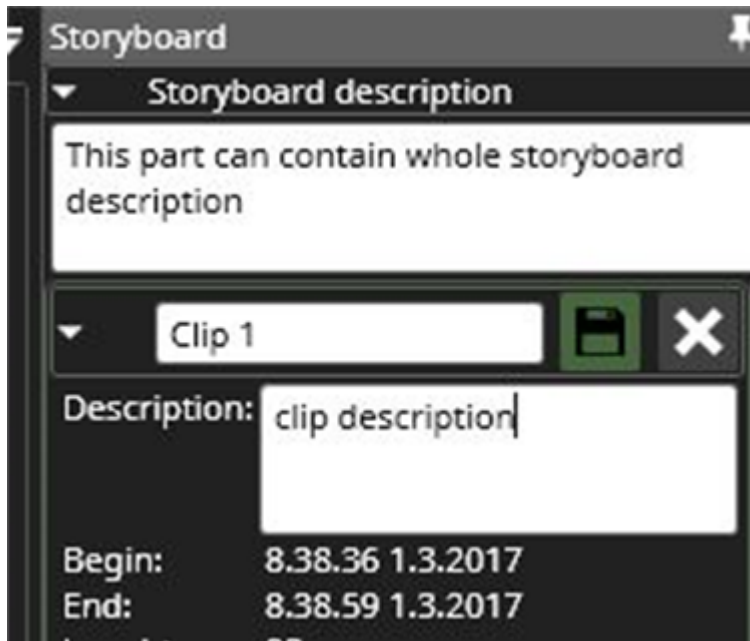 Storyboard
Storyboard description
This part can contain whole storyboard
description
Clip 1
Description: clip description
Begin: 8.38.36 1.3.2017
End: 8.38.59 1.3.2017